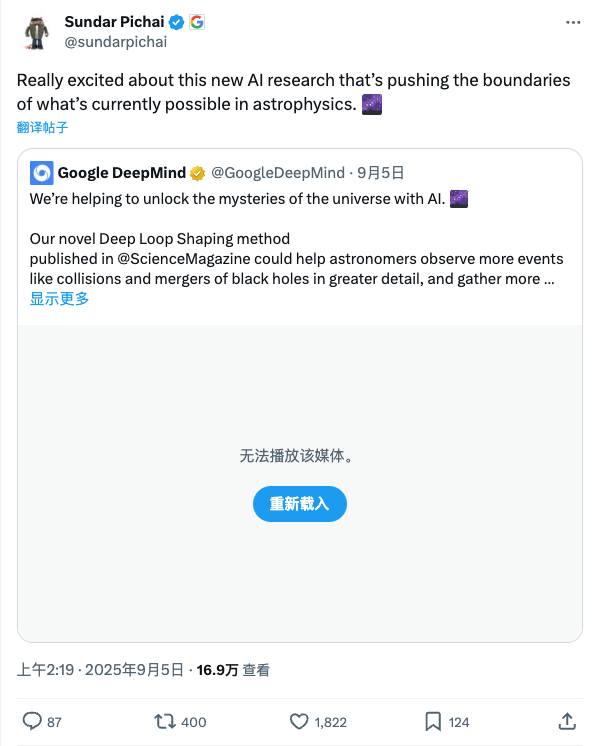 Sundar Pichai
@sundarpichai
Really excited about this new AI research that’s pushing the boundaries
of what’s currently possible in astrophysics. 🌌
翻译帖子
Google DeepMind @GoogleDeepMind · 9月5日
We’re helping to unlock the mysteries of the universe with AI. 🌌
Our novel Deep Loop Shaping method
published in @ScienceMagazine could help astronomers observe more events
like collisions and mergers of black holes in greater detail, and gather more ...
显示更多
无法播放该媒体。
重新载入
上午2:19 · 2025年9月5日 · 16.9万 查看
87 400 1,822 124